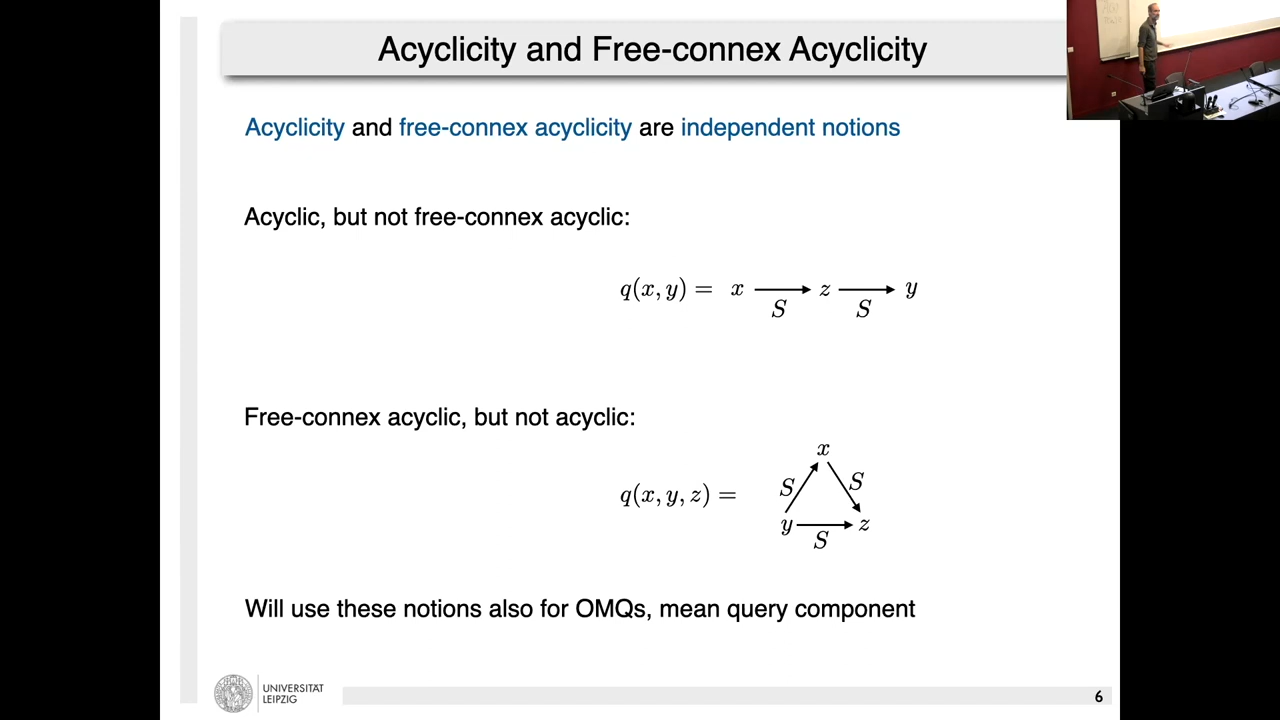 Acyclicity and Free-connex Acyclicity
Acyclicity and free-connex acyclicity are independent notions
Acyclic, but not free-connex acyclic:
q(x, y) = x → z → y
S S
Free-connex acyclic, but not acyclic:
x
S S
q(x, y, z) =
y → z
S
Will use these notions also for OMQs, mean query component
UNIVERSITÄT
LEIPZIG
6